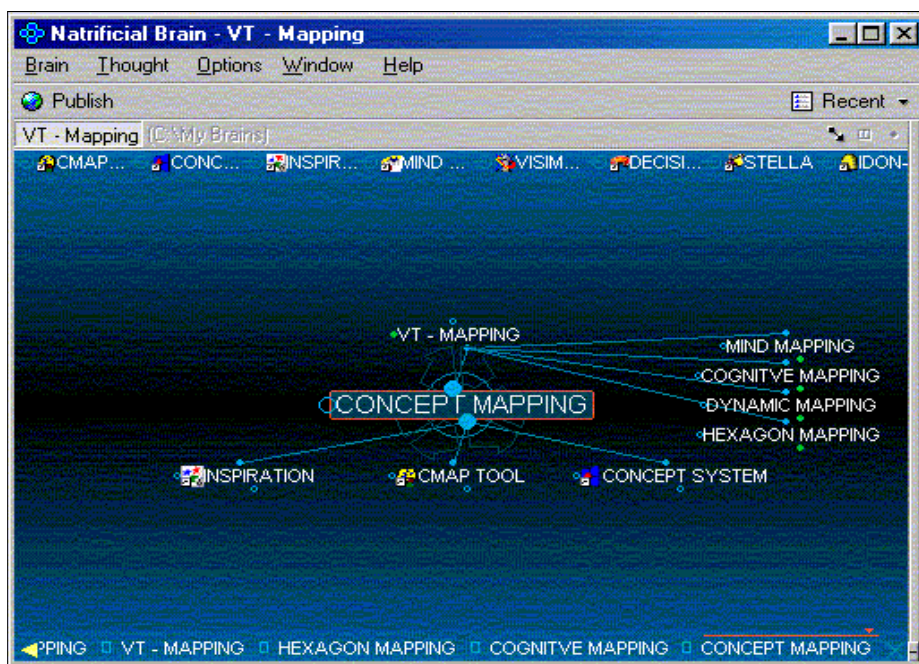 Natrificial Brain - VT - Mapping
Brain Thought Options Window Help
Publish Recent
VT - Mapping [C:\My Brains]
CMAP... CONC... INSPIR... MIND ... VISIM... DECISI... STELLA IDON-
VT - MAPPING
MIND MAPPING
COGNITVE MAPPING
CONCEPT MAPPING
DYNAMIC MAPPING
HEXAGON MAPPING
INSPIRATION CMAP TOOL CONCEPT SYSTEM
PPING VT - MAPPING HEXAGON MAPPING COGNITVE MAPPING CONCEPT MAPPING